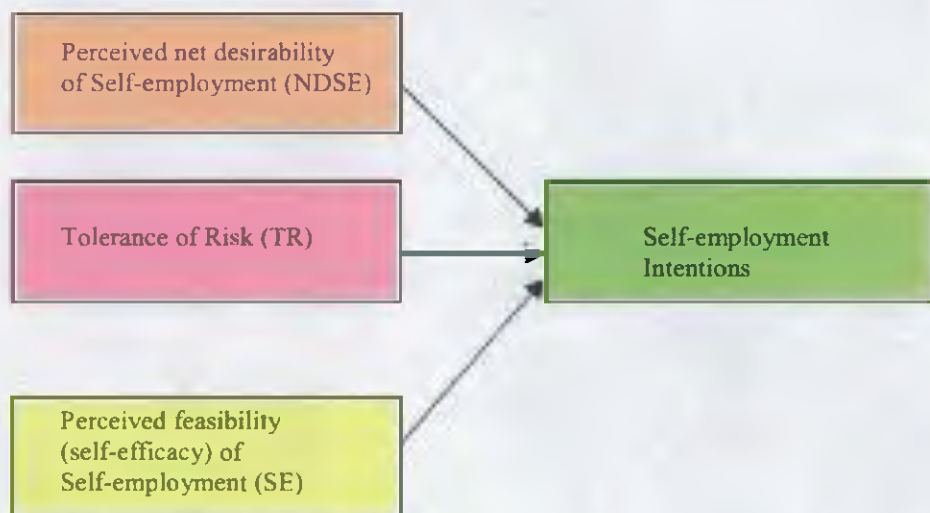 Perceived net desirability
of Self-employment (NDSE)
Tolerance of Risk (TR)
Self-employment
Intentions
Perceived feasibility
(self-efficacy) of
Self-employment (SE)